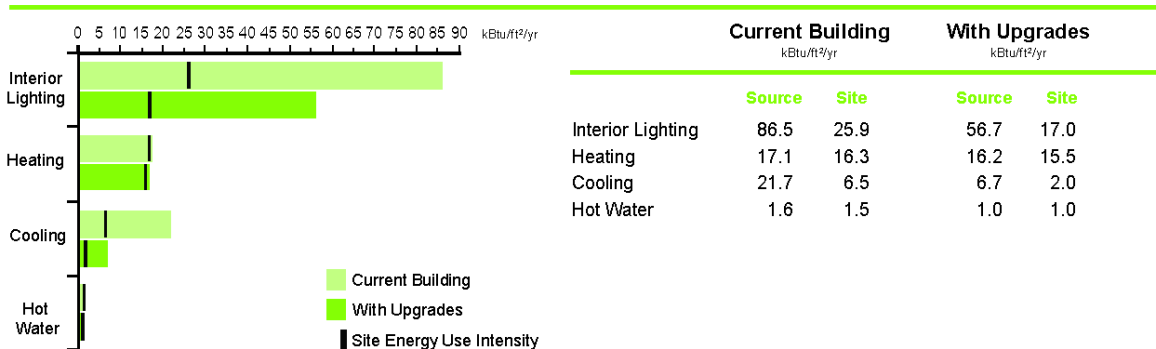 0 5 10 15 20 25 30 35 40 45 50 55 60 65 70 75 80 85 90 kBtu/ft²/yr
Interior
Lighting
Heating
Cooling
Hot
Water
Current Building
With Upgrades
Site Energy Use Intensity
Current Building With Upgrades
kBtu/ft²/yr kBtu/ft²/yr
Source Site Source Site
Interior Lighting 86.5 25.9 56.7 17.0
Heating 17.1 16.3 16.2 15.5
Cooling 21.7 6.5 6.7 2.0
Hot Water 1.6 1.5 1.0 1.0